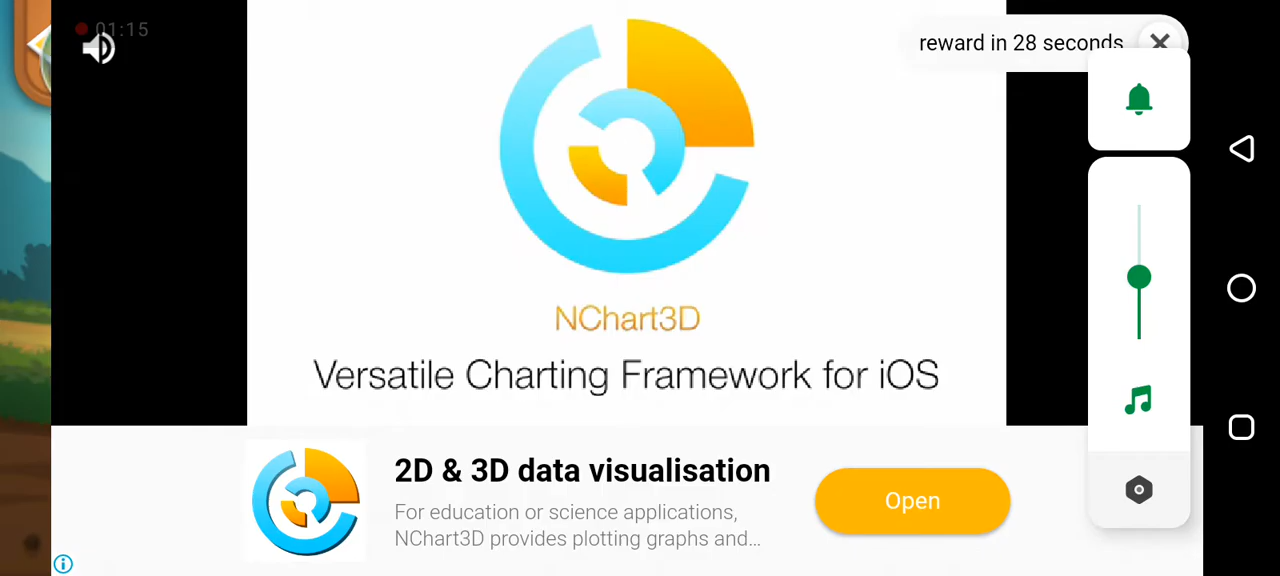 01:15
reward in 28 seconds
NChart3D
Versatile Charting Framework for iOS
2D & 3D data visualisation
For education or science applications,
NChart3D provides plotting graphs and...
Open